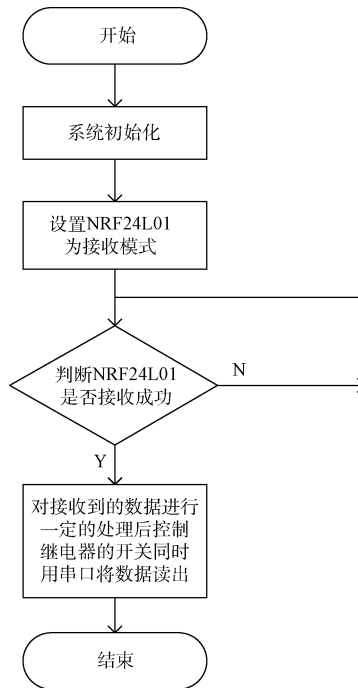 开始
系统初始化
设置NRF24L01
为接收模式
判断NRF24L01
是否接收成功
N
Y
对接收到的数据进行
一定的处理后控制
继电器的开关同时
用串口将数据读出
结束